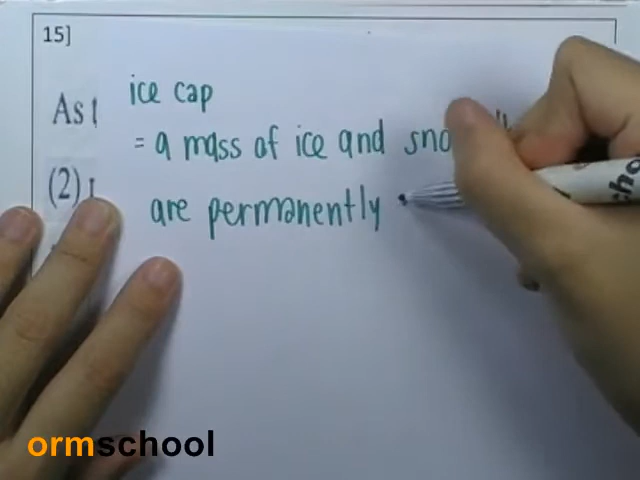 15]
As t
ice cap
= a mass of ice and sno
(2)
are permanently
ormschool